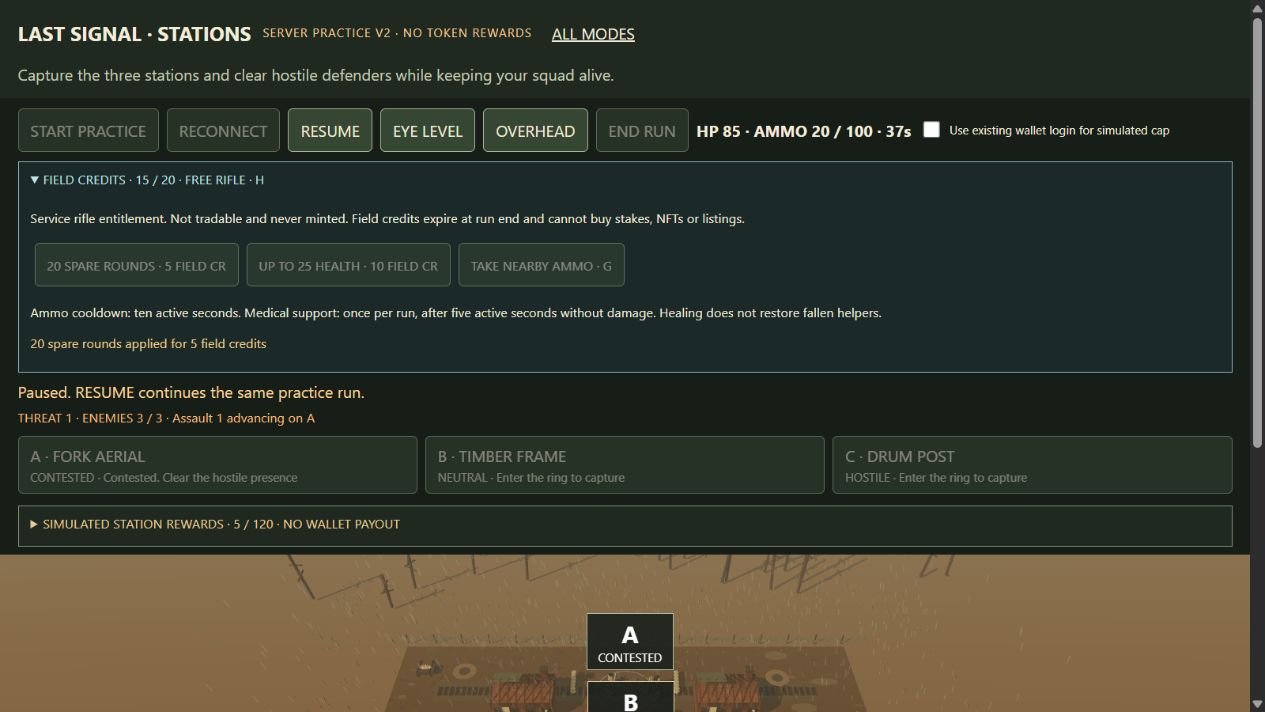 LAST SIGNAL · STATIONS SERVER PRACTICE V2 · NO TOKEN REWARDS ALL MODES
Capture the three stations and clear hostile defenders while keeping your squad alive.
START PRACTICE RECONNECT RESUME EYE LEVEL OVERHEAD END RUN HP 85 · AMMO 20 / 100 · 37s Use existing wallet login for simulated cap
▼ FIELD CREDITS · 15 / 20 · FREE RIFLE · H
Service rifle entitlement. Not tradable and never minted. Field credits expire at run end and cannot buy stakes, NFTs or listings.
20 SPARE ROUNDS · 5 FIELD CR UP TO 25 HEALTH · 10 FIELD CR TAKE NEARBY AMMO · G
Ammo cooldown: ten active seconds. Medical support: once per run, after five active seconds without damage. Healing does not restore fallen helpers.
20 spare rounds applied for 5 field credits
Paused. RESUME continues the same practice run.
THREAT 1 · ENEMIES 3 / 3 · Assault 1 advancing on A
A · FORK AERIAL
CONTESTED · Contested. Clear the hostile presence
B · TIMBER FRAME
NEUTRAL · Enter the ring to capture
C · DRUM POST
HOSTILE · Enter the ring to capture
▶ SIMULATED STATION REWARDS · 5 / 120 · NO WALLET PAYOUT
A
CONTESTED
B